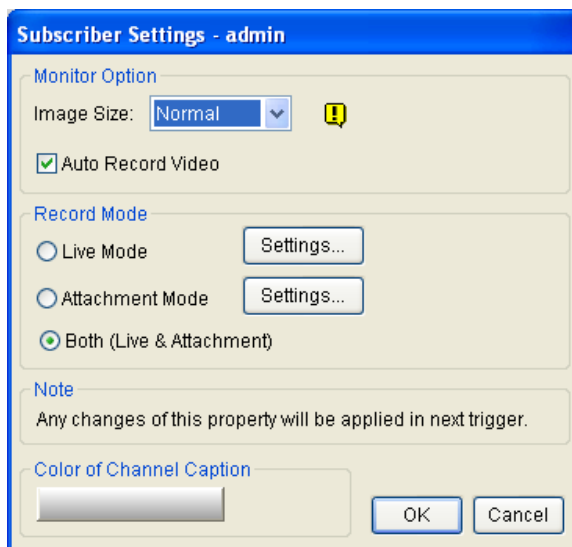 Subscriber Settings - admin
Monitor Option
Image Size: Normal
Auto Record Video
Record Mode
Live Mode Settings...
Attachment Mode Settings...
Both (Live & Attachment)
Note
Any changes of this property will be applied in next trigger.
Color of Channel Caption
OK Cancel